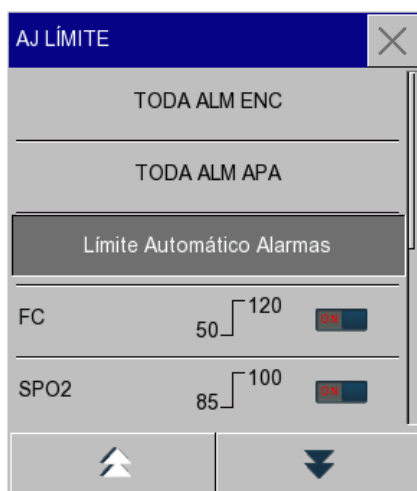 AJ LÍMITE
TODA ALM ENC
TODA ALM APA
Límite Automático Alarmas
FC 50 120 ON
SPO2 85 100 ON